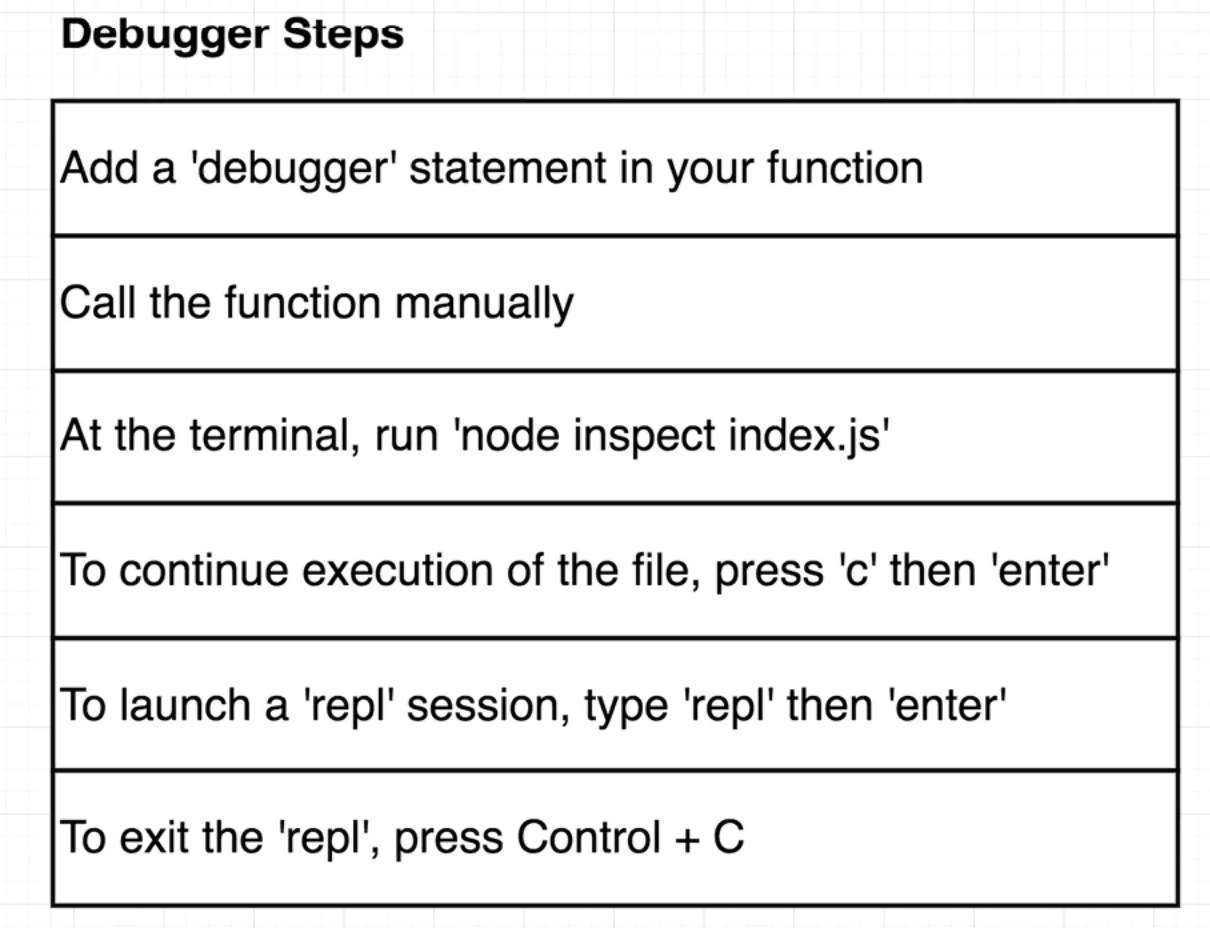 Debugger Steps
Add a 'debugger' statement in your function
Call the function manually
At the terminal, run 'node inspect index.js'
To continue execution of the file, press 'c' then 'enter'
To launch a 'repl' session, type 'repl' then 'enter'
To exit the 'repl', press Control + C